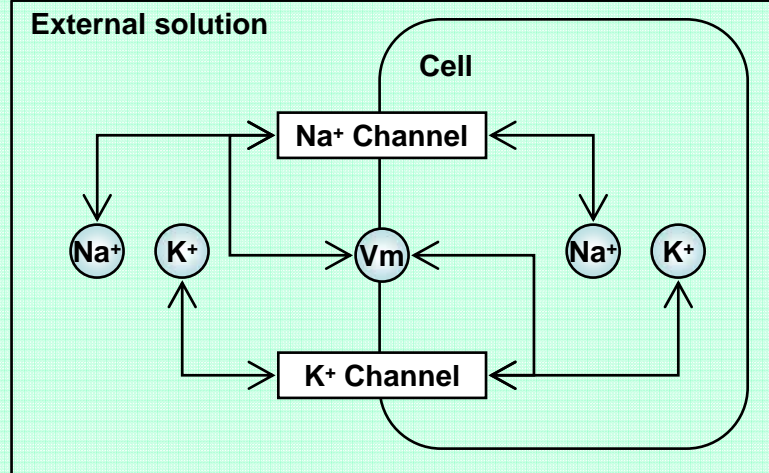 External solution
Cell
Na⁺ Channel
Na⁺ K⁺ Vm Na⁺ K⁺
K⁺ Channel